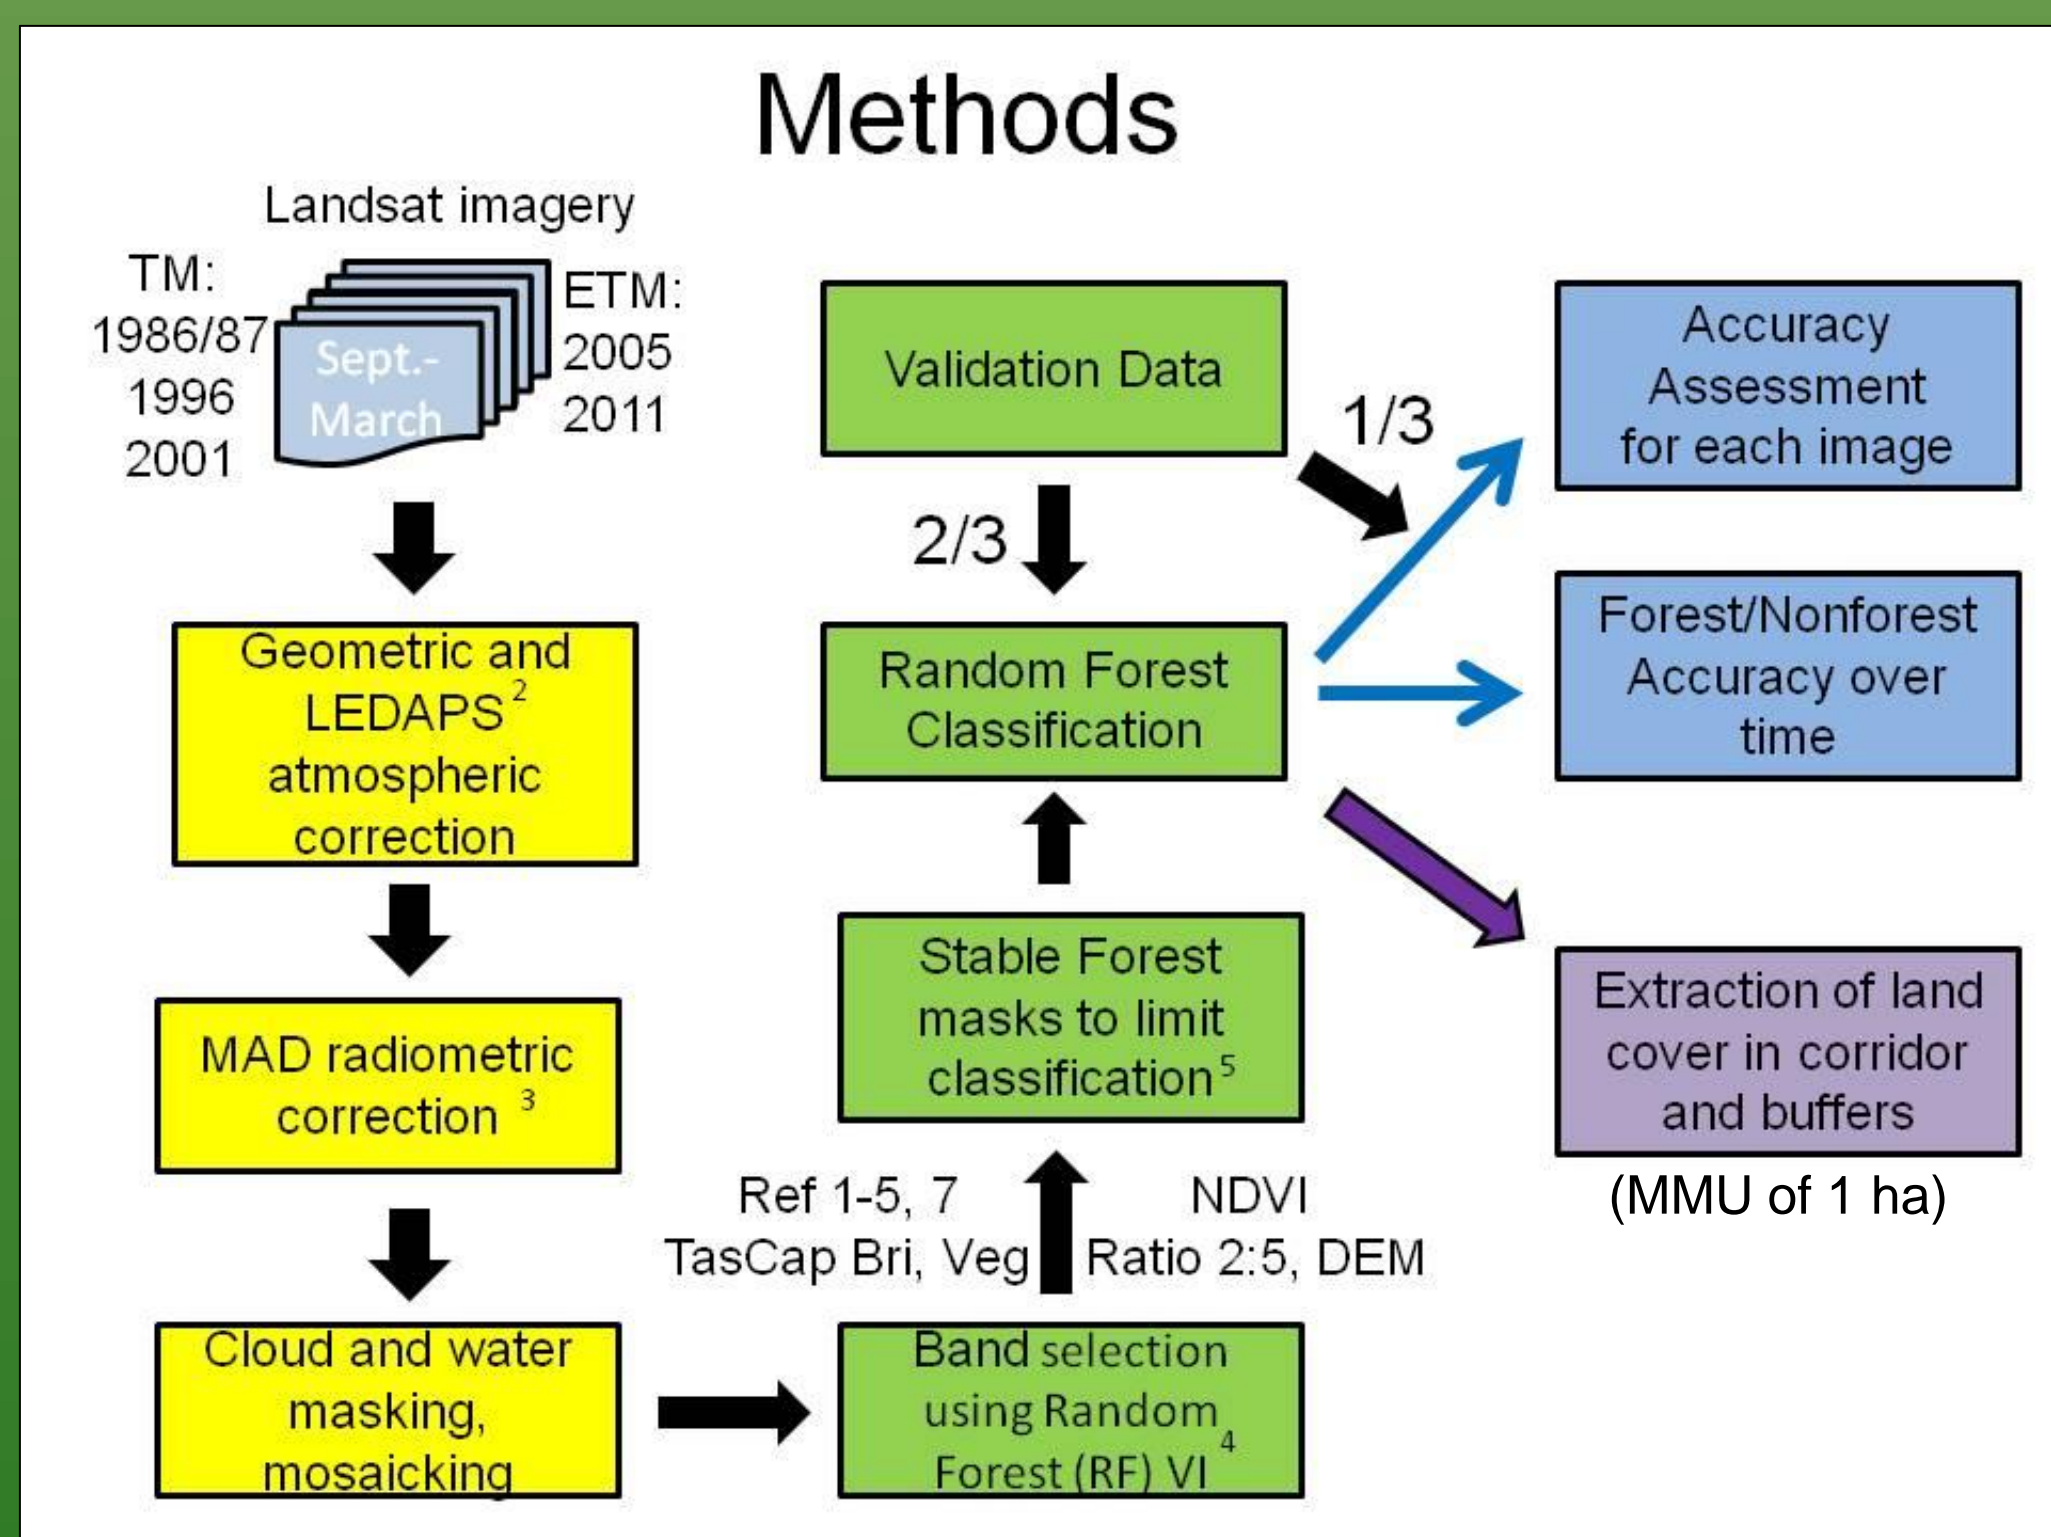 Methods
Landsat imagery
TM:
1986/87
1996
2001
Sept.-
March
ETM:
2005
2011
Geometric and
LEDAPS 2
atmospheric
correction
MAD radiometric
correction 3
Cloud and water
masking,
mosaicking
Band selection
using Random
Forest (RF) VI 4
Ref 1-5, 7
TasCap Bri, Veg
NDVI
Ratio 2:5, DEM
Stable Forest
masks to limit
classification 5
Random Forest
Classification
Validation Data
2/3
1/3
Accuracy
Assessment
for each image
Forest/Nonforest
Accuracy over
time
Extraction of land
cover in corridor
and buffers
(MMU of 1 ha)